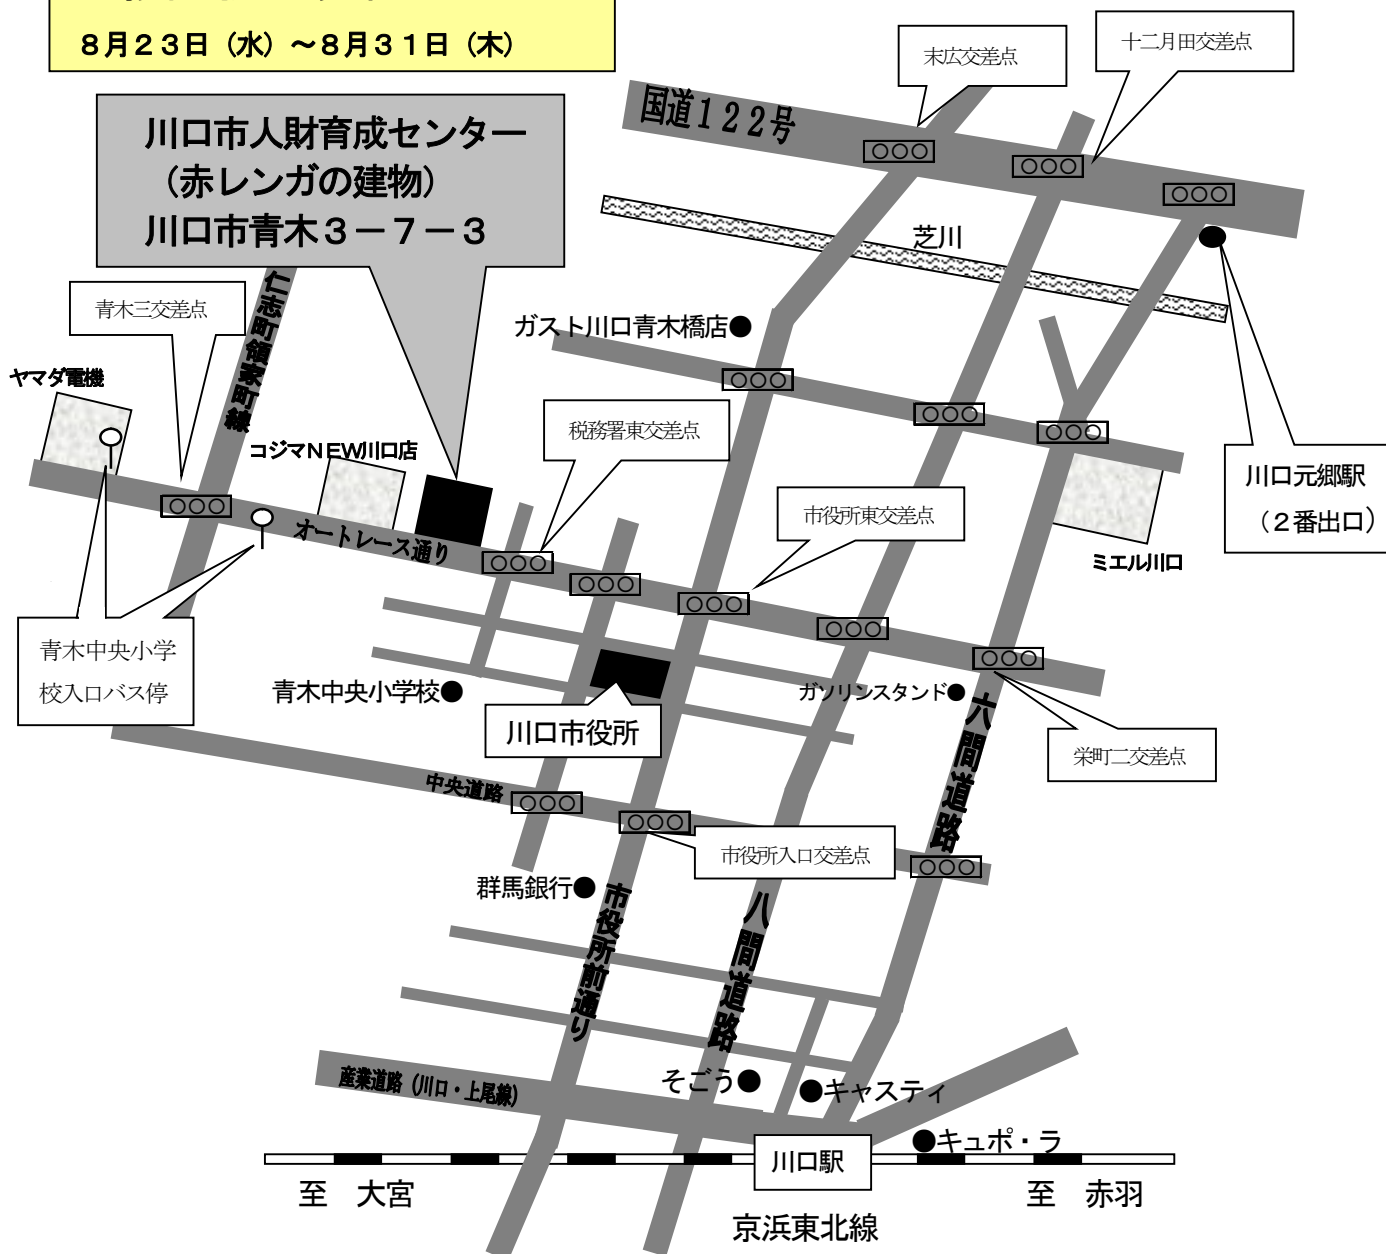 8月23日（水）～8月31日（木）
末広交差点
十二月田交差点
国道122号
川口市人財育成センター
（赤レンガの建物）
川口市青木3－7－3
芝川
青木三交差点
仁志町領家町線
ガスト川口青木橋店
ヤマダ電機
コジマNEW川口店
税務署東交差点
川口元郷駅
（2番出口）
市役所東交差点
オートレース通り
ミエル川口
青木中央小学
校入口バス停
青木中央小学校
ガソリンスタンド
六間道路
川口市役所
栄町二交差点
中央道路
市役所入口交差点
群馬銀行
市役所前通り
八間道路
産業道路（川口・上尾線）
そごう
キャスティ
キュポ・ラ
川口駅
至　大宮
至　赤羽
京浜東北線